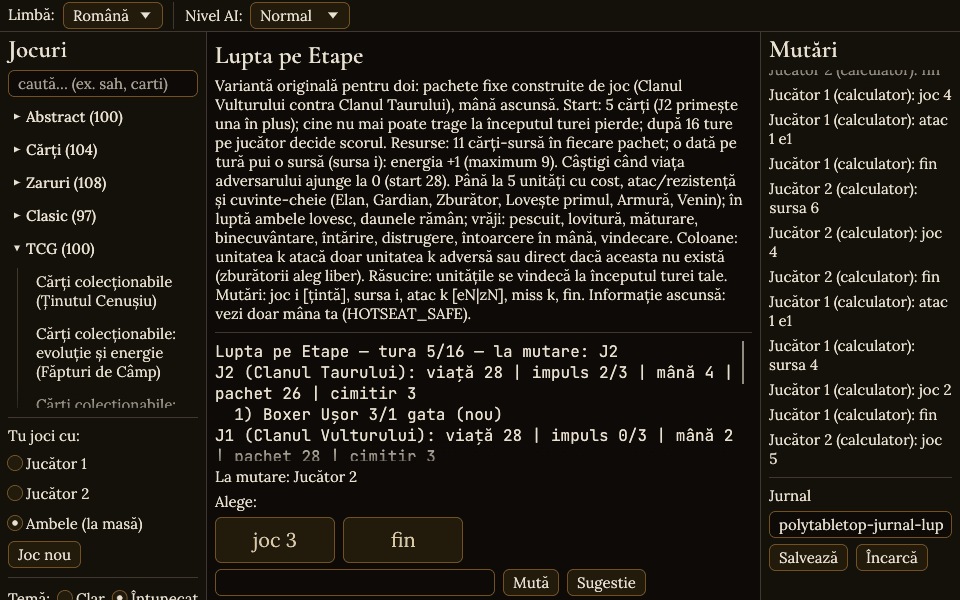 Limbă: Română Nivel AI: Normal
Jocuri
caută... (ex. sah, carti)
Abstract (100)
Cărți (104)
Zaruri (108)
Clasic (97)
TCG (100)
Cărți colecționabile
(Ținutul Cenușiu)
Cărți colecționabile:
evoluție și energie
(Făpturi de Câmp)
Cărți colecționabile:
Tu joci cu:
Jucător 1
Jucător 2
Ambele (la masă)
Joc nou
Temă: Clar Întunecat
Lupta pe Etape
Variantă originală pentru doi: pachete fixe construite de joc (Clanul
Vulturului contra Clanul Taurului), mână ascunsă. Start: 5 cărți (J2 primește
una în plus); cine nu mai poate trage la începutul turei pierde; după 16 ture
pe jucător decide scorul. Resurse: 11 cărți-sursă în fiecare pachet; o dată pe
tură pui o sursă (sursa i): energia +1 (maximum 9). Câștigi când viața
adversarului ajunge la 0 (start 28). Până la 5 unități cu cost, atac/rezistență
și cuvinte-cheie (Elan, Gardian, Zburător, Lovește primul, Armură, Venin); în
luptă ambele lovesc, daunele rămân; vrăji: pescuit, lovitură, măturare,
binecuvântare, întărire, distrugere, întoarcere în mână, vindecare. Coloane:
unitatea k atacă doar unitatea k adversă sau direct dacă aceasta nu există
(zburătorii aleg liber). Răsucire: unitățile se vindecă la începutul turei tale.
Mutări: joc i [țintă], sursa i, atac k [eN|zN], miss k, fin. Informație ascunsă:
vezi doar mâna ta (HOTSEAT_SAFE).
Lupta pe Etape — tura 5/16 — la mutare: J2
J2 (Clanul Taurului): viață 28 | impuls 2/3 | mână 4 |
pachet 26 | cimitir 3
1) Boxer Ușor 3/1 gata (nou)
J1 (Clanul Vulturului): viață 28 | impuls 0/3 | mână 2
| pachet 28 | cimitir 3
La mutare: Jucător 2
Alege:
joc 3 fin
Mută Sugestie
Mutări
Jucător 2 (calculator): fin
Jucător 1 (calculator): joc 4
Jucător 1 (calculator): atac
1 e1
Jucător 1 (calculator): fin
Jucător 2 (calculator):
sursa 6
Jucător 2 (calculator): joc
4
Jucător 2 (calculator): fin
Jucător 1 (calculator): atac
1 e1
Jucător 1 (calculator):
sursa 4
Jucător 1 (calculator): joc 2
Jucător 1 (calculator): fin
Jucător 2 (calculator): joc
5
Jurnal
polytabletop-jurnal-lup
Salvează Încarcă